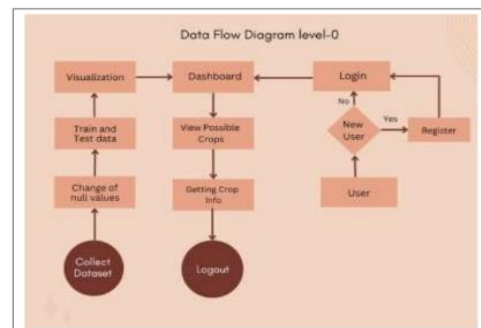 Data Flow Diagram level-0
Visualization
Dashboard
Login
No
Yes
New
User
Register
Train and
Test data
View Possible
Crops
Change of
null values
Getting Crop
Info
User
Collect
Dataset
Logout